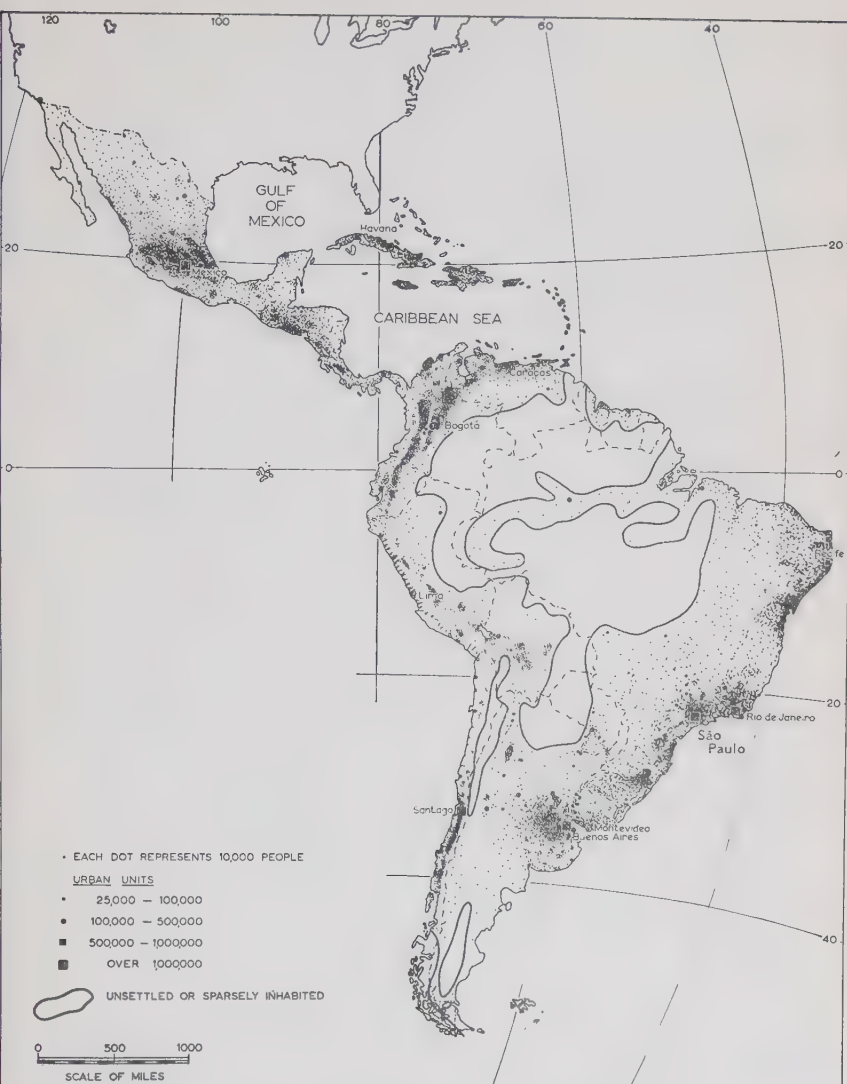 120 100 80 60 40
GULF
OF
MEXICO
Havana
20 20
Mexico
CARIBBEAN SEA
Caracas
Bogotá
0 0
fe
Lima
20
Rio de Janeiro
São
Paulo
Santiago
Montevideo
Buenos Aires
• EACH DOT REPRESENTS 10,000 PEOPLE
URBAN UNITS
25,000 — 100,000
100,000 — 500,000
500,000 — 1,000,000
OVER 1,000,000
40
UNSETTLED OR SPARSELY INHABITED
0 500 1000
SCALE OF MILES